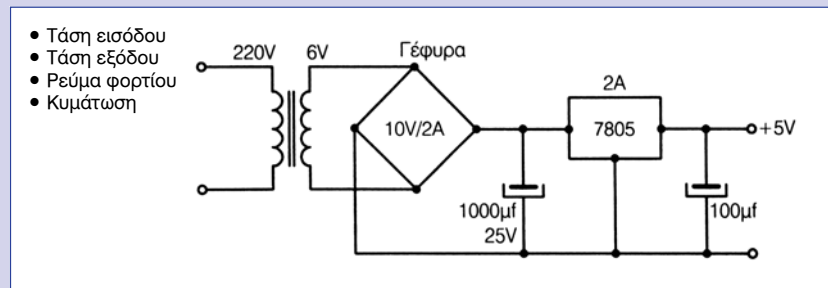 • Τάση εισόδου
• Τάση εξόδου
• Ρεύμα φορτίου
• Κυμάτωση
220V
6V
Γέφυρα
10V/2A
2A
7805
+5V
1000μf
25V
100μf